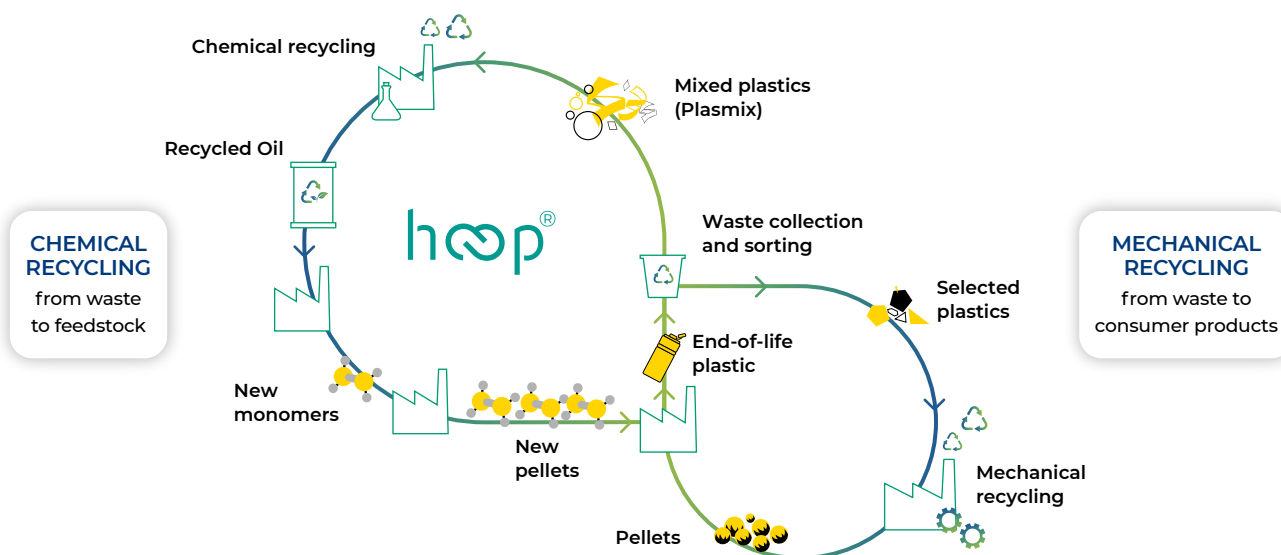 Chemical recycling
Mixed plastics
(Plasmix)
Recycled Oil
hoop®
CHEMICAL
RECYCLING
from waste
to feedstock
Waste collection
and sorting
MECHANICAL
RECYCLING
from waste to
consumer products
Selected
plastics
End-of-life
plastic
New
monomers
New
pellets
Mechanical
recycling
Pellets